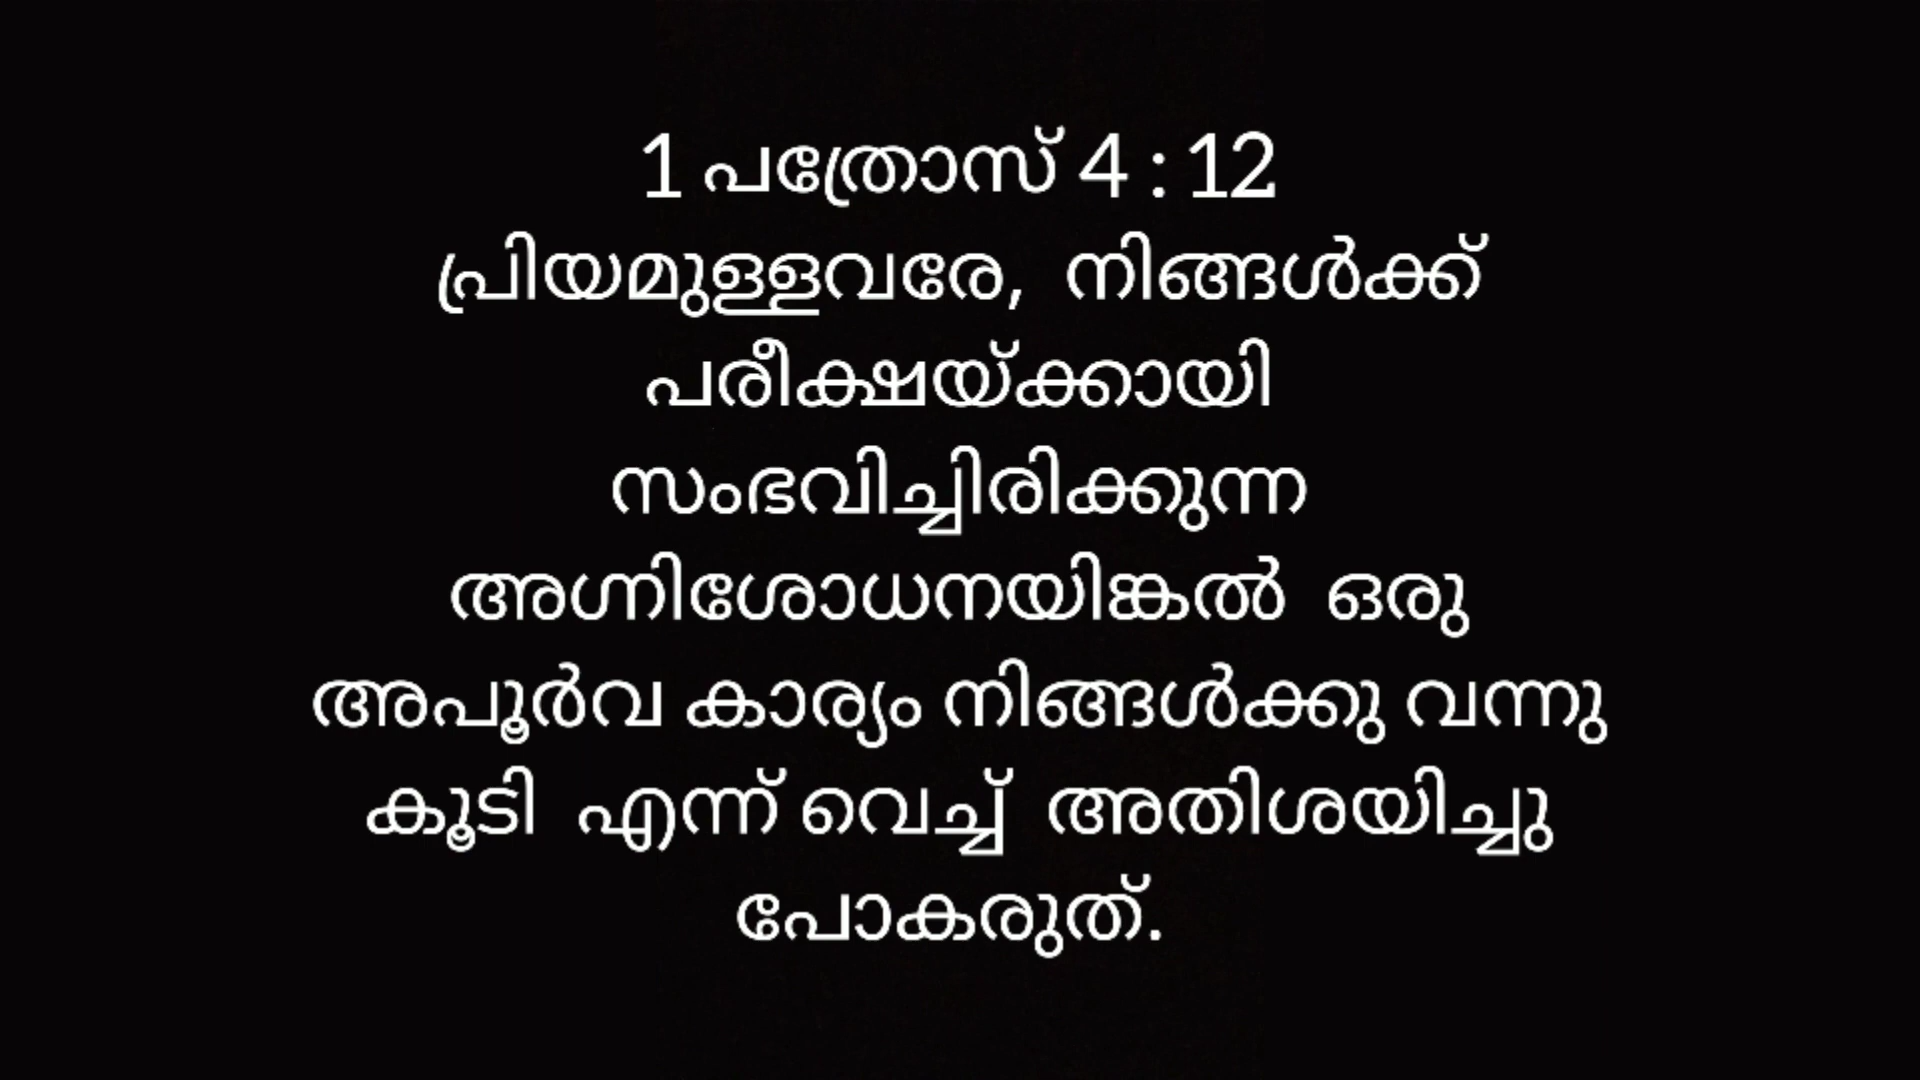 1 പത്രോസ് 4 : 12
പ്രിയമുള്ളവരേ, നിങ്ങൾക്ക്
പരീക്ഷയ്ക്കായി
സംഭവിച്ചിരിക്കുന്ന
അഗ്നിശോധനയിങ്കൽ ഒരു
അപൂർവ കാര്യം നിങ്ങൾക്കു വന്നു
കൂടി എന്ന് വെച്ച് അതിശയിച്ചു
പോകരുത്.